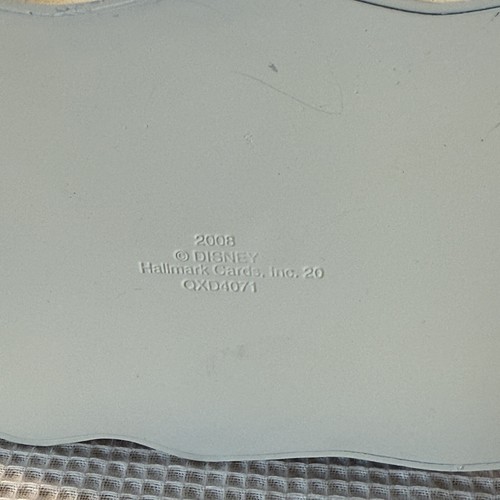 2008
© DISNEY
Hallmark Cards, Inc. 20
QXD4071